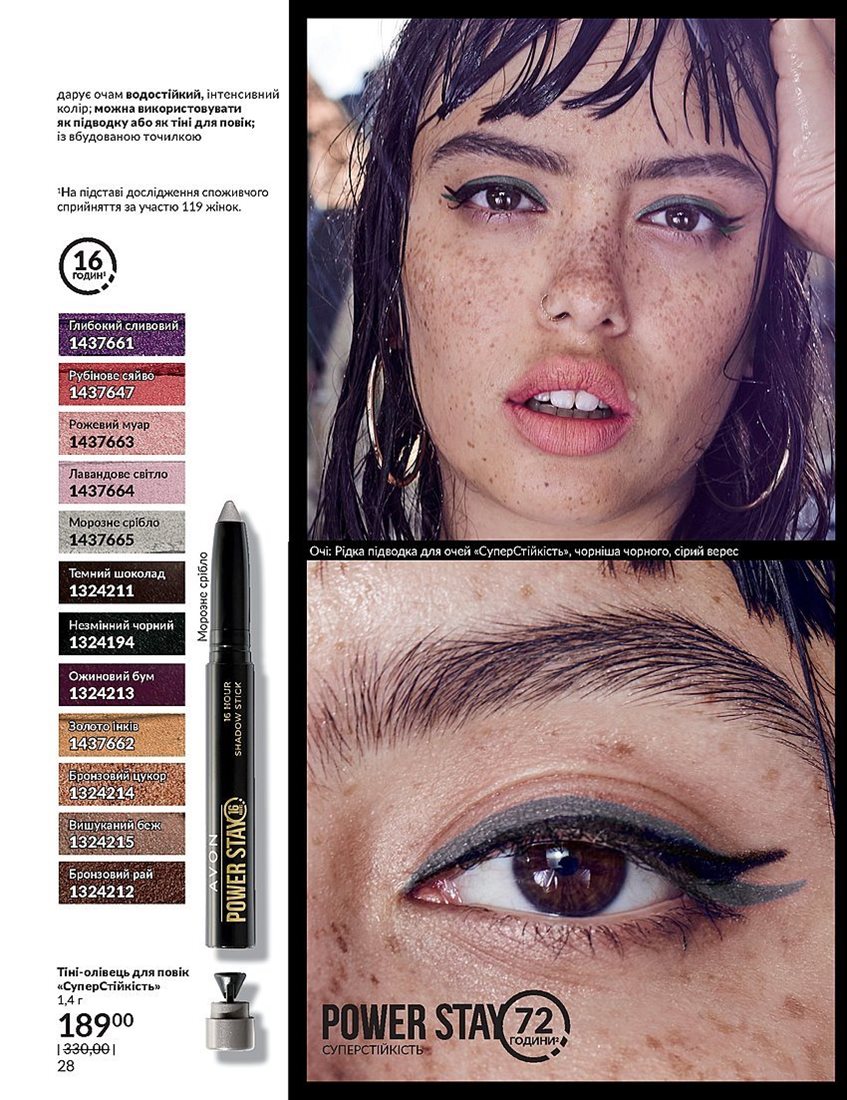 дарує очам водостійкий, інтенсивний
колір; можна використовувати
як підводку або як тіні для повік;
із вбудованою точилкою
¹На підставі дослідження споживчого
сприйняття за участю 119 жінок.
16
ГОДИН¹
Глибокий сливовий
1437661
Рубінове сяйво
1437647
Рожевий муар
1437663
Лавандове світло
1437664
Морозне срібло
1437665
Темний шоколад
1324211
Незмінний чорний
1324194
Ожиновий бум
1324213
Золото інків
1437662
Бронзовий цукор
1324214
Вишуканий беж
1324215
Бронзовий рай
1324212
Морозне срібло
16 HOUR
SHADOW STICK
AVON
POWER STAY 16
Тіні-олівець для повік
«СуперСтійкість»
1,4 г
189⁰⁰
| 330,00 |
28
Очі: Рідка підводка для очей «СуперСтійкість», чорніша чорного, сірий верес
POWER STAY 72
ГОДИНИ²
СУПЕРСТІЙКІСТЬ